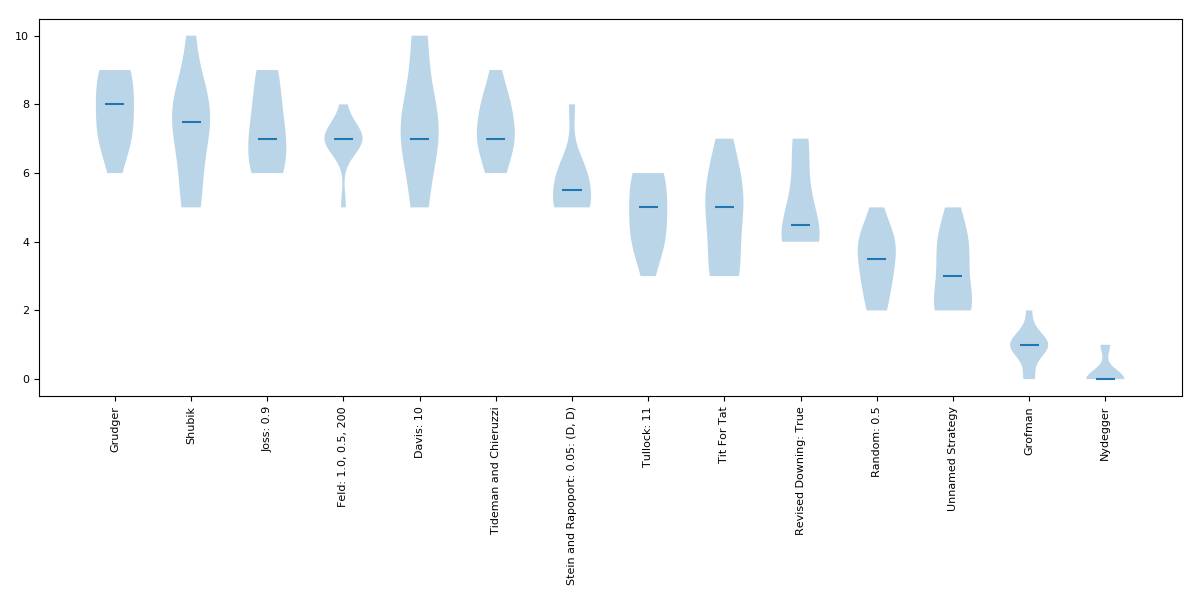 10
8
6
4
2
0
Grudger
Shubik
Joss: 0.9
Feld: 1.0, 0.5, 200
Davis: 10
Tideman and Chieruzzi
Stein and Rapoport: 0.05: (D, D)
Tullock: 11
Tit For Tat
Revised Downing: True
Random: 0.5
Unnamed Strategy
Grofman
Nydegger